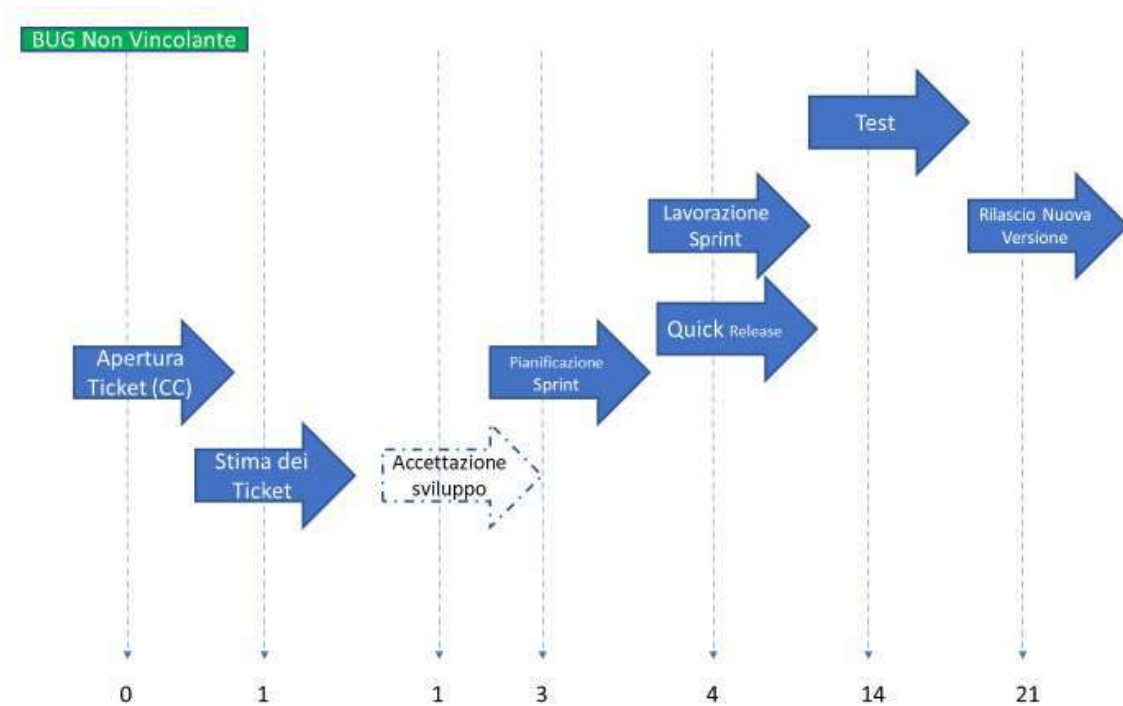 BUG Non Vincolante
Test
Lavorazione
Sprint
Rilascio Nuova
Versione
Quick Release
Apertura
Ticket (CC)
Pianificazione
Sprint
Stima dei
Ticket
Accettazione
sviluppo
0 1 1 3 4 14 21